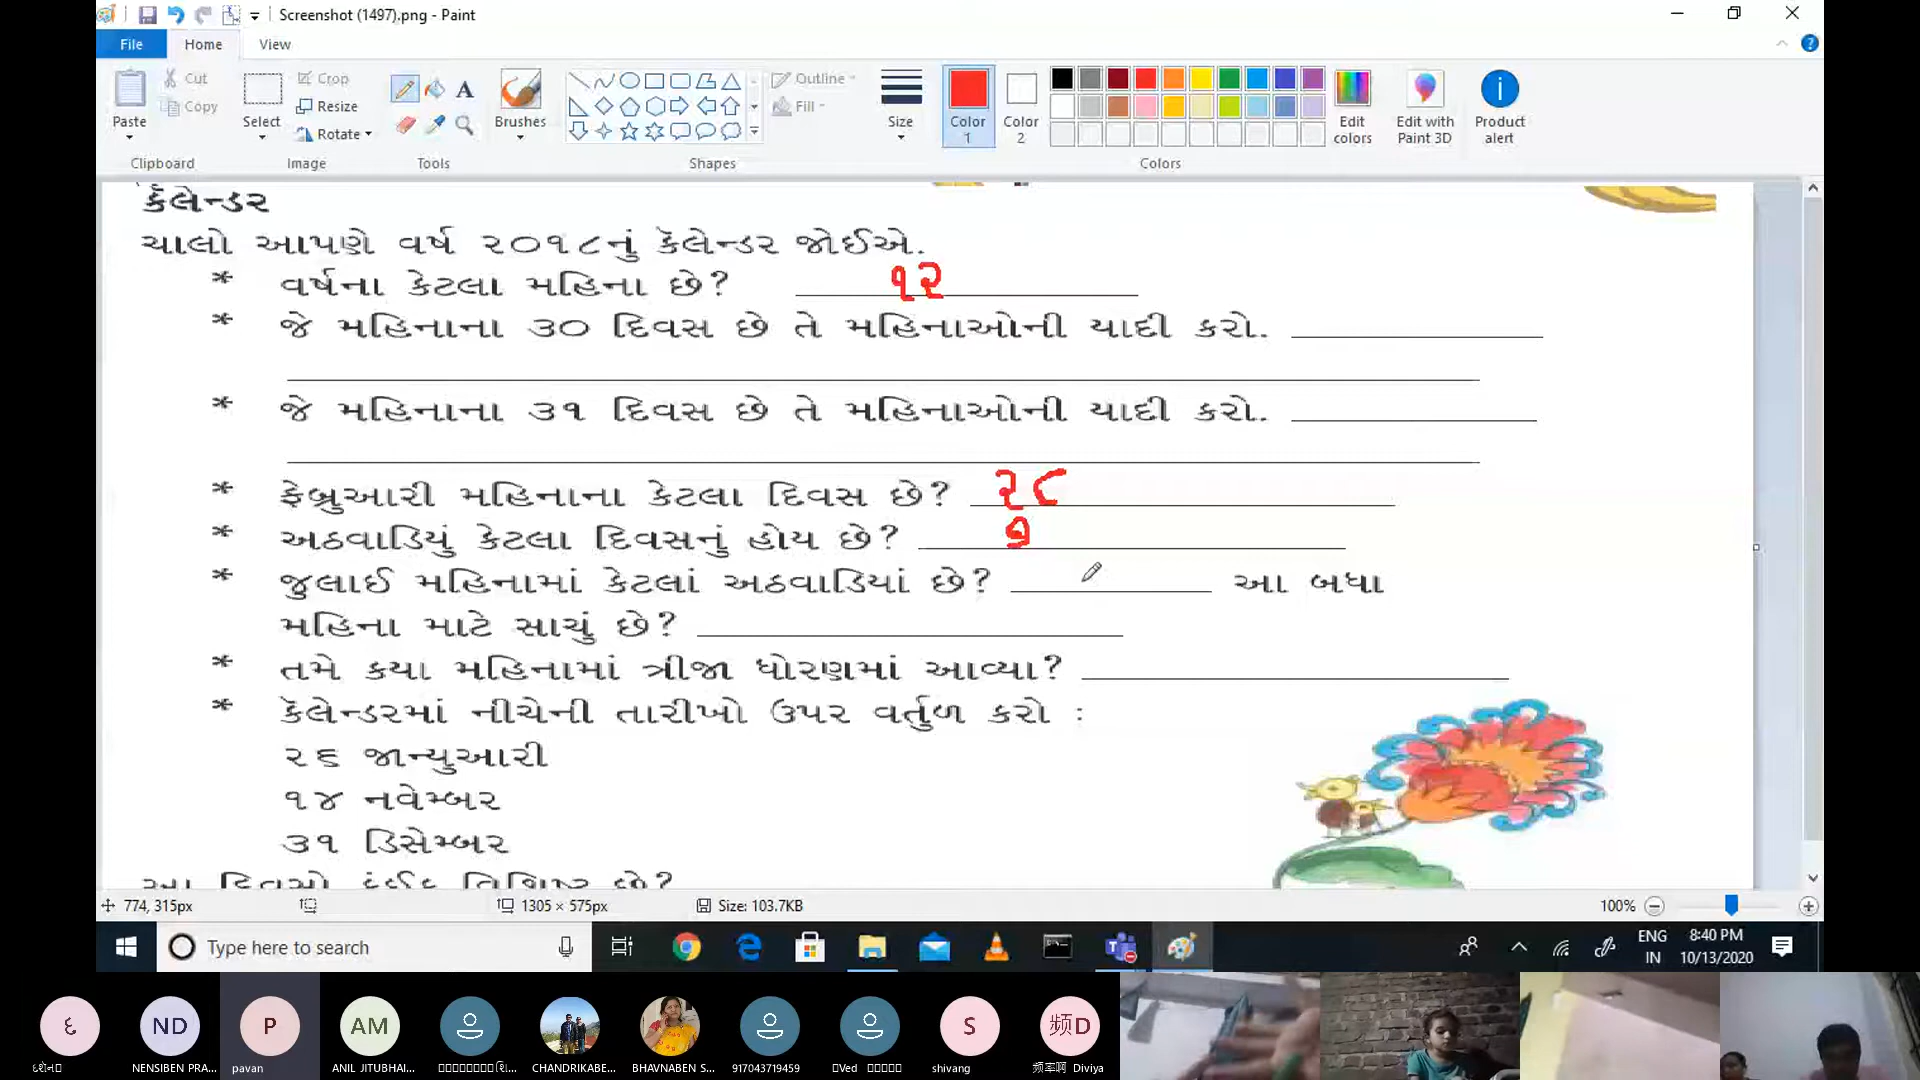 Screenshot (1497).png - Paint
File Home View
Paste Cut Copy Clipboard
Select Crop Resize Rotate Image
Tools
Brushes
Outline Fill Shapes
Size
Color 1 Color 2 Edit colors Colors
Edit with Paint 3D
Product alert
કૅલેન્ડર
ચાલો આપણે વર્ષ ૨૦૧૮નું કૅલેન્ડર જોઈએ.
* વર્ષના કેટલા મહિના છે? ૧૨
* જે મહિનાના ૩૦ દિવસ છે તે મહિનાઓની યાદી કરો.
* જે મહિનાના ૩૧ દિવસ છે તે મહિનાઓની યાદી કરો.
* ફેબ્રુઆરી મહિનાના કેટલા દિવસ છે? ૨૮
* અઠવાડિયું કેટલા દિવસનું હોય છે? ૭
* જુલાઈ મહિનામાં કેટલાં અઠવાડિયાં છે? આ બધા
મહિના માટે સાચું છે?
* તમે કયા મહિનામાં ત્રીજા ધોરણમાં આવ્યા?
* કૅલેન્ડરમાં નીચેની તારીખો ઉપર વર્તુળ કરો :
૨૬ જાન્યુઆરી
૧૪ નવેમ્બર
૩૧ ડિસેમ્બર
774, 315px 1305 × 575px Size: 103.7KB 100%
Type here to search ENG IN 8:40 PM 10/13/2020
ND P AM S 频D
NENSIBEN PRA... pavan ANIL JITUBHAI... CHANDRIKABE... BHAVNABEN S... 917043719459 Ved shivang 频率啊 Diviya